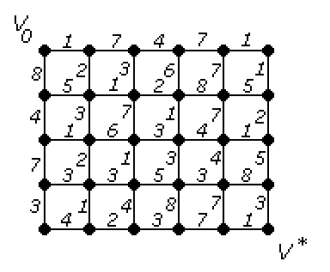 V0
1 7 4 7 1
8 2 3 6 7 1
5 1 2 8 5
4 3 7 1 7 2
1 6 3 4 1
7 2 1 3 4 5
3 3 5 3 8
3 1 4 8 7 3
4 2 3 7 1
V*